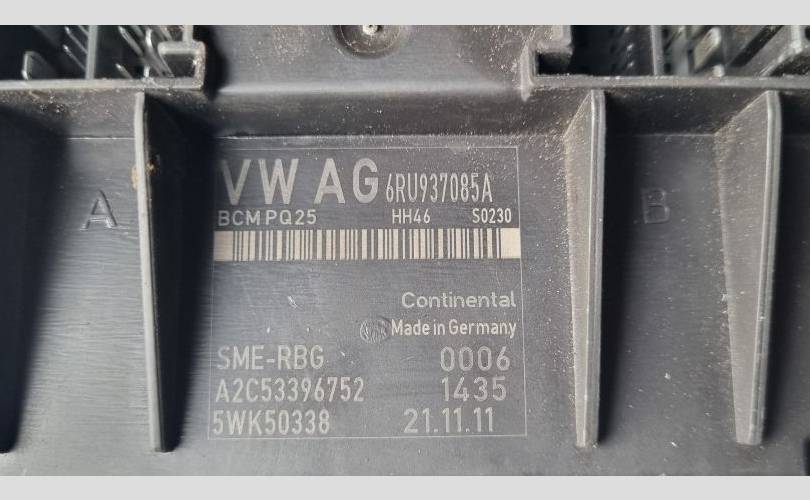 A
B
VW AG 6RU937085A
BCM PQ25 HH46 S0230
Continental
Made in Germany
SME-RBG 0006
A2C53396752 1435
5WK50338 21.11.11